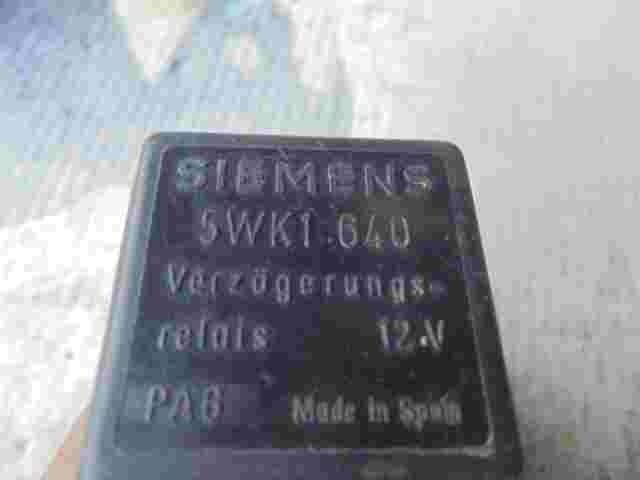 SIEMENS
5WK1 640
Verzögerungs-
relais 12 V
PA6 Made in Spain